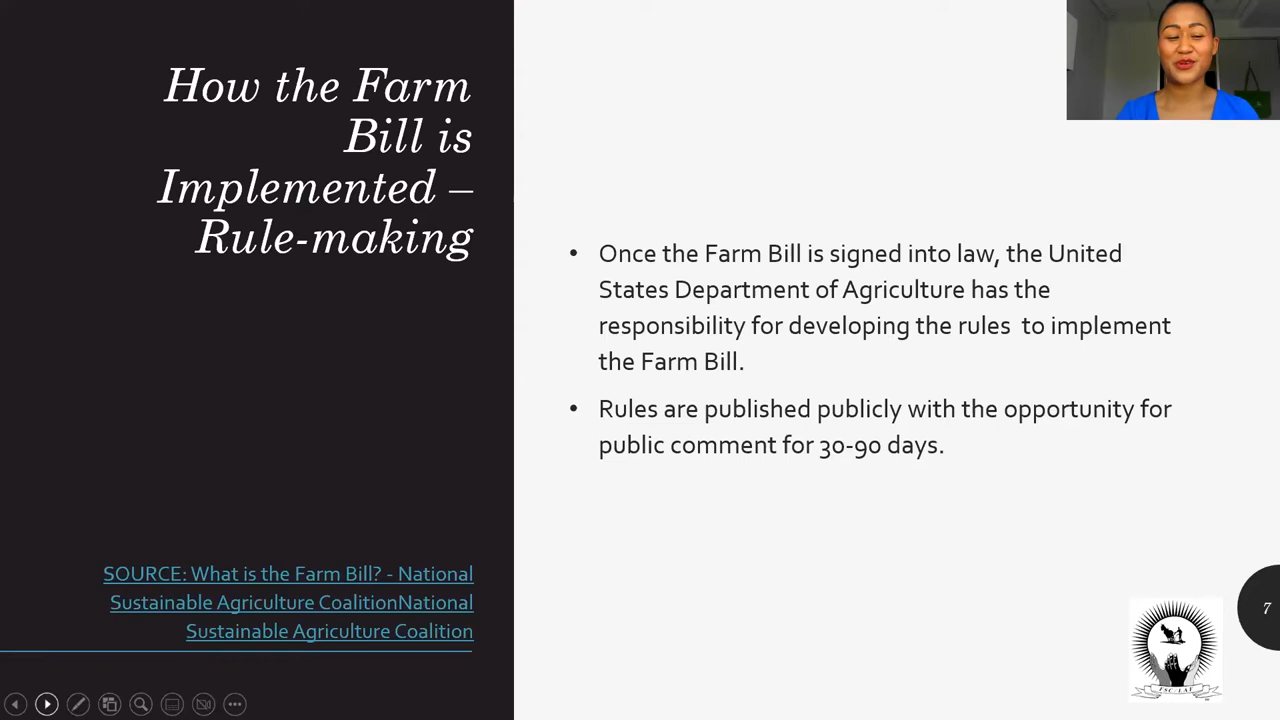 How the Farm
Bill is
Implemented –
Rule-making
• Once the Farm Bill is signed into law, the United
States Department of Agriculture has the
responsibility for developing the rules  to implement
the Farm Bill.
• Rules are published publicly with the opportunity for
public comment for 30-90 days.
SOURCE: What is the Farm Bill? - National
Sustainable Agriculture CoalitionNational
Sustainable Agriculture Coalition
7
FSC/LAF